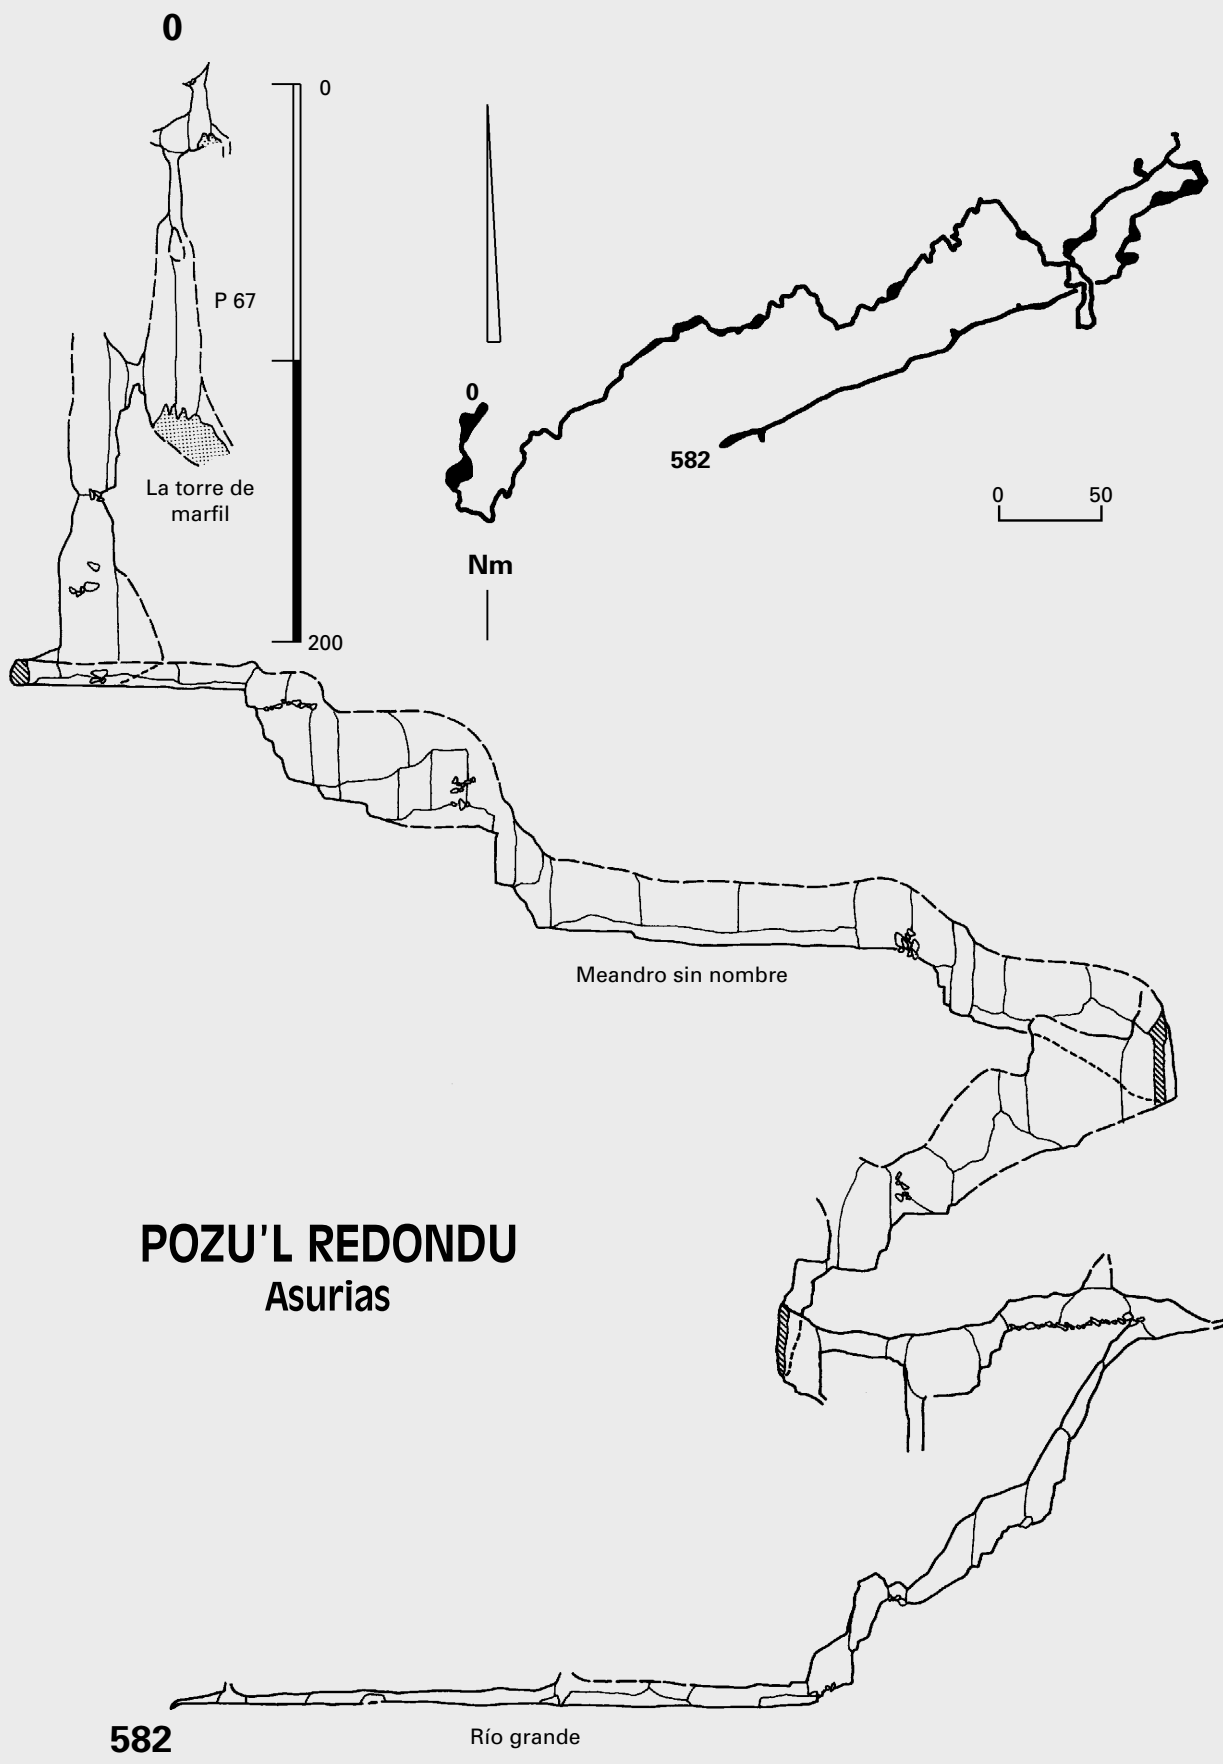 0
0
P 67
La torre de
marfil
200
0
582
0 50
Nm
Meandro sin nombre
POZU'L REDONDU
Asurias
582
Río grande